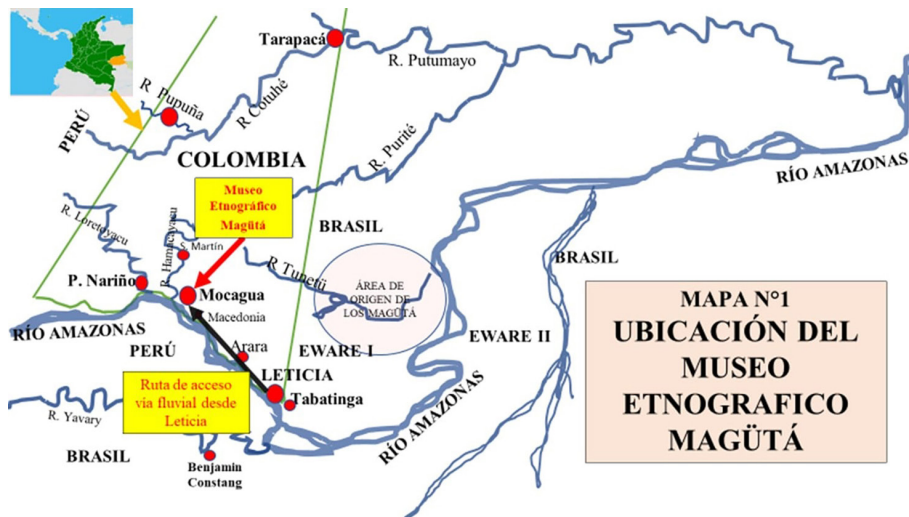 Tarapacá
R. Putumayo
R. Pupuña
R Cotuhé
PERÚ
COLOMBIA
R. Purité
RÍO AMAZONAS
Museo
Etnográfico
Magütá
R. Loretoyacu
R. Hamacayacu
S. Martín
BRASIL
R Tunetü
BRASIL
P. Nariño
Mocagua
ÁREA DE
ORIGEN DE
LOS MAGÜTÁ
Macedonia
RÍO AMAZONAS
PERÚ
Arara
EWARE I
EWARE II
LETICIA
Tabatinga
Ruta de acceso
vía fluvial desde
Leticia
R. Yavary
RÍO AMAZONAS
BRASIL
Benjamin
Constang
MAPA N°1
UBICACIÓN DEL
MUSEO
ETNOGRAFICO
MAGÜTÁ